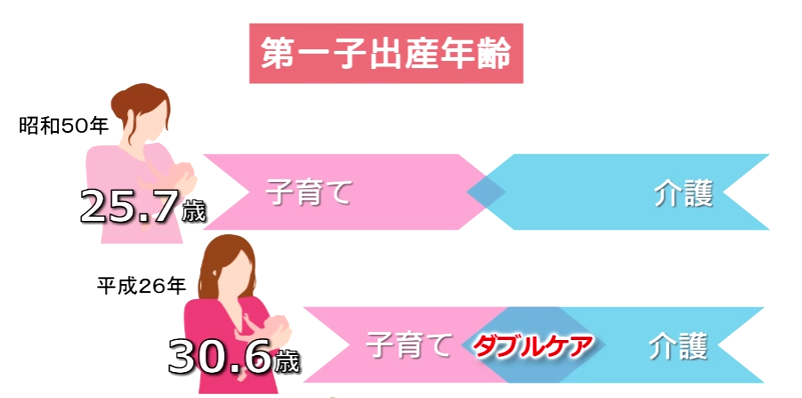 第一子出産年齢
昭和50年
25.7歳
子育て
介護
平成26年
30.6歳
子育て
ダブルケア
介護